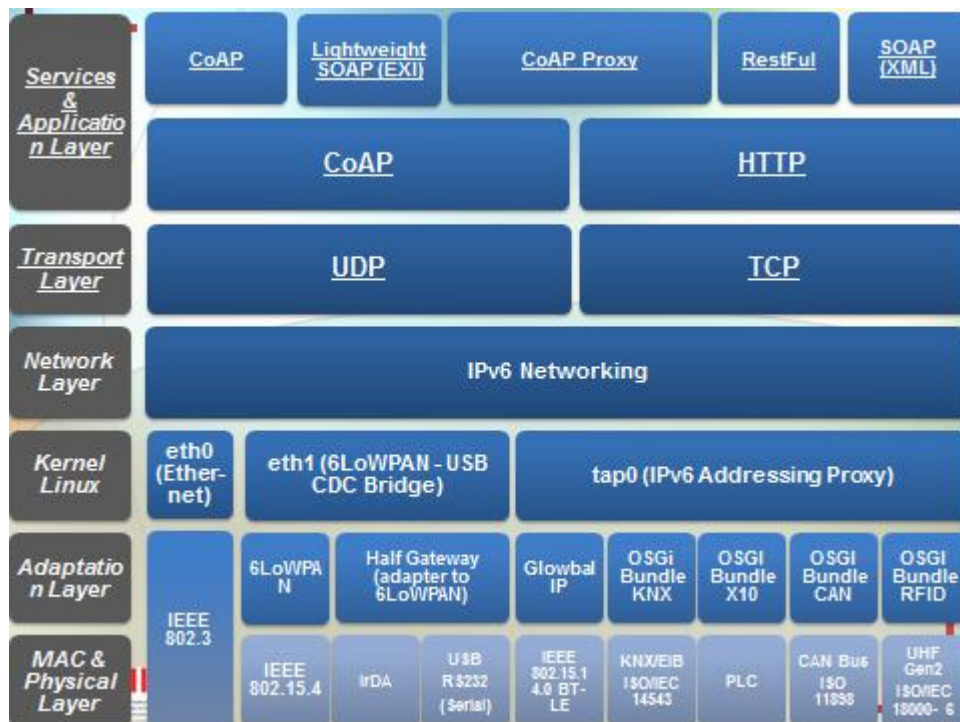 Services
&
Applicatio
n Layer
CoAP
Lightweight
SOAP (EXI)
CoAP Proxy
RestFul
SOAP
(XML)
CoAP
HTTP
Transport
Layer
UDP
TCP
Network
Layer
IPv6 Networking
Kernel
Linux
eth0
(Ether-
net)
eth1 (6LoWPAN - USB
CDC Bridge)
tap0 (IPv6 Addressing Proxy)
Adaptatio
n Layer
IEEE
802.3
6LoWPA
N
Half Gateway
(adapter to
6LoWPAN)
Glowbal
IP
OSGi
Bundle
KNX
OSGI
Bundle
X10
OSGI
Bundle
CAN
OSGI
Bundle
RFID
MAC &
Physical
Layer
IEEE
802.15.4
IrDA
USB
RS232
(Serial)
IEEE
802.15.1
4.0 BT-
LE
KNX/EIB
ISO/IEC
14543
PLC
CAN Bus
ISO
11898
UHF
Gen2
ISO/IEC
18000- 6